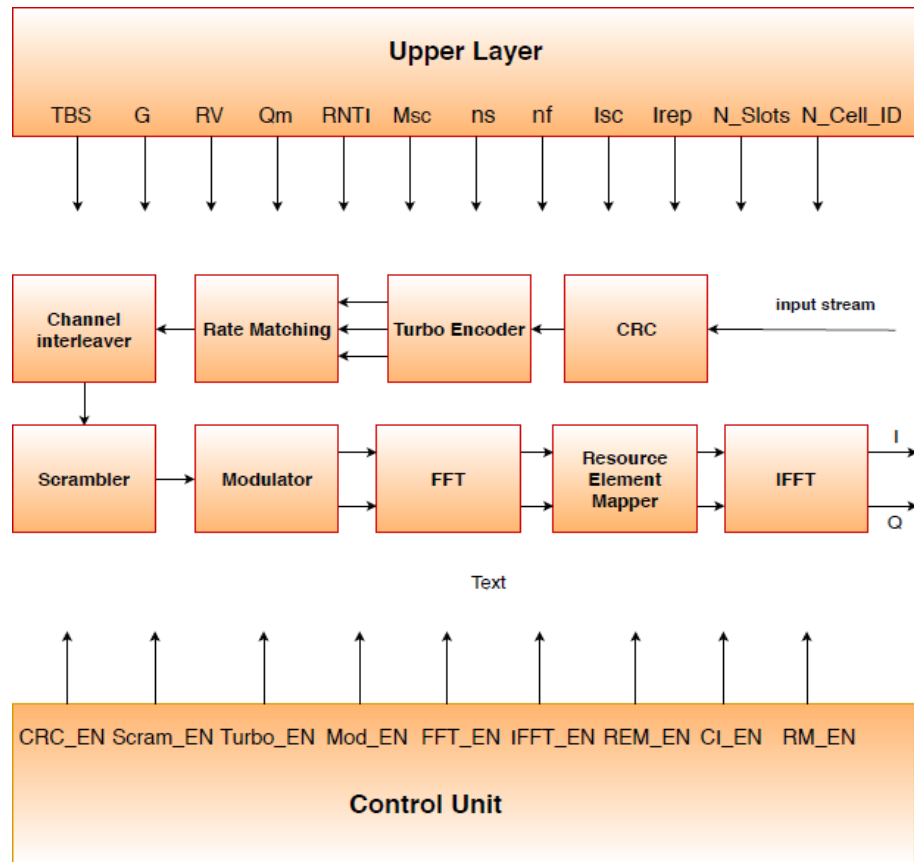 Upper Layer
TBS G RV Qm RNTI Msc ns nf Isc Irep N_Slots N_Cell_ID
Channel
interleaver
Rate Matching
Turbo Encoder
CRC
input stream
Scrambler
Modulator
FFT
Resource
Element
Mapper
IFFT
I
Q
Text
CRC_EN Scram_EN Turbo_EN Mod_EN FFT_EN IFFT_EN REM_EN CI_EN RM_EN
Control Unit